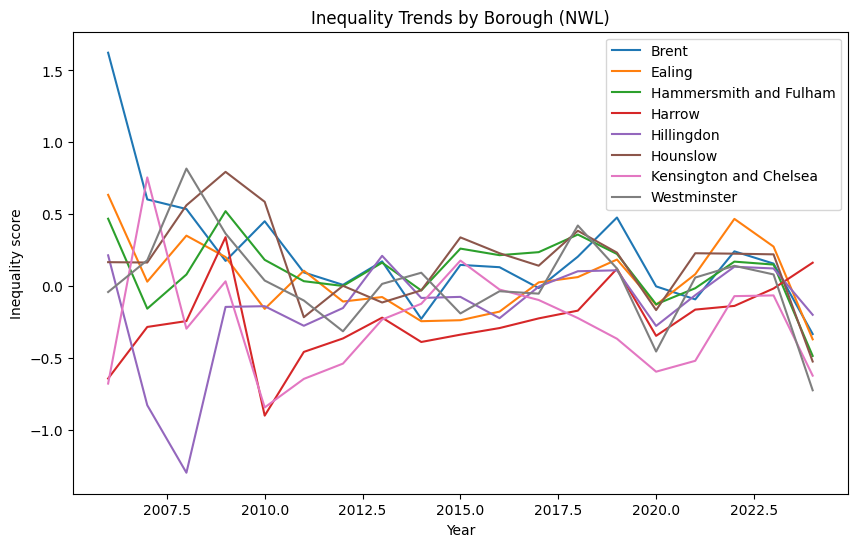 Inequality Trends by Borough (NWL)
Brent
Ealing
Hammersmith and Fulham
Harrow
Hillingdon
Hounslow
Kensington and Chelsea
Westminster
Inequality score
1.5
1.0
0.5
0.0
−0.5
−1.0
2007.5 2010.0 2012.5 2015.0 2017.5 2020.0 2022.5
Year